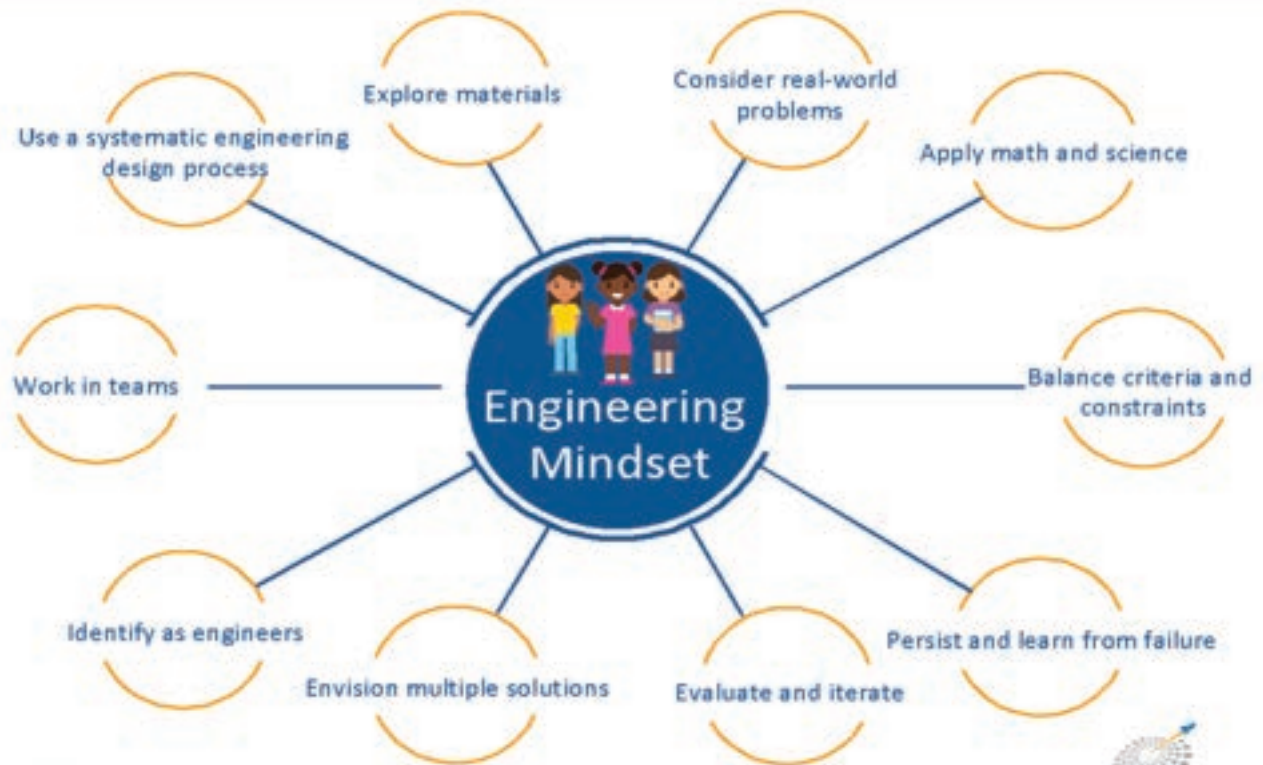 Explore materials
Consider real-world
problems
Use a systematic engineering
design process
Apply math and science
Work in teams
Engineering
Mindset
Balance criteria and
constraints
Identify as engineers
Envision multiple solutions
Evaluate and iterate
Persist and learn from failure